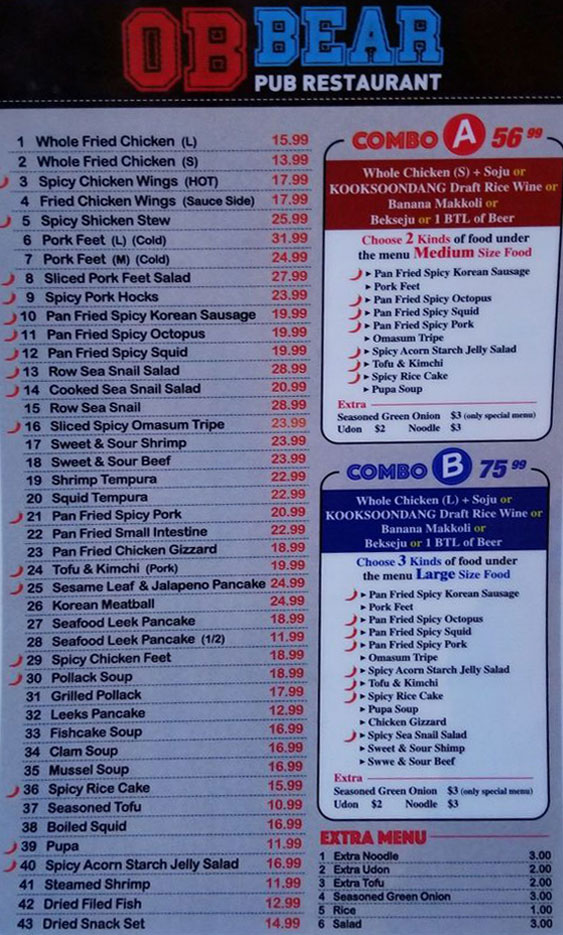 OB BEAR
PUB RESTAURANT
1 Whole Fried Chicken (L) 15.99
2 Whole Fried Chicken (S) 13.99
3 Spicy Chicken Wings (HOT) 17.99
4 Fried Chicken Wings (Sauce Side) 17.99
5 Spicy Shicken Stew 25.99
6 Pork Feet (L) (Cold) 31.99
7 Pork Feet (M) (Cold) 24.99
8 Sliced Pork Feet Salad 27.99
9 Spicy Pork Hocks 23.99
10 Pan Fried Spicy Korean Sausage 19.99
11 Pan Fried Spicy Octopus 19.99
12 Pan Fried Spicy Squid 19.99
13 Row Sea Snail Salad 28.99
14 Cooked Sea Snail Salad 20.99
15 Row Sea Snail 28.99
16 Sliced Spicy Omasum Tripe 23.99
17 Sweet & Sour Shrimp 23.99
18 Sweet & Sour Beef 23.99
19 Shrimp Tempura 22.99
20 Squid Tempura 22.99
21 Pan Fried Spicy Pork 20.99
22 Pan Fried Small Intestine 22.99
23 Pan Fried Chicken Gizzard 18.99
24 Tofu & Kimchi (Pork) 19.99
25 Sesame Leaf & Jalapeno Pancake 24.99
26 Korean Meatball 24.99
27 Seafood Leek Pancake 18.99
28 Seafood Leek Pancake (1/2) 11.99
29 Spicy Chicken Feet 18.99
30 Pollack Soup 18.99
31 Grilled Pollack 17.99
32 Leeks Pancake 12.99
33 Fishcake Soup 16.99
34 Clam Soup 16.99
35 Mussel Soup 16.99
36 Spicy Rice Cake 15.99
37 Seasoned Tofu 10.99
38 Boiled Squid 16.99
39 Pupa 11.99
40 Spicy Acorn Starch Jelly Salad 16.99
41 Steamed Shrimp 11.99
42 Dried Filed Fish 12.99
43 Dried Snack Set 14.99
COMBO A 56 99
Whole Chicken (S) + Soju or
KOOKSOONDANG Draft Rice Wine or
Banana Makkoli or
Bekseju or 1 BTL of Beer
Choose 2 Kinds of food under
the menu Medium Size Food
Pan Fried Spicy Korean Sausage
Pork Feet
Pan Fried Spicy Octopus
Pan Fried Spicy Squid
Pan Fried Spicy Pork
Omasum Tripe
Spicy Acorn Starch Jelly Salad
Tofu & Kimchi
Spicy Rice Cake
Pupa Soup
Extra
Seasoned Green Onion $3 (only special menu)
Udon $2 Noodle $3
COMBO B 75 99
Whole Chicken (L) + Soju or
KOOKSOONDANG Draft Rice Wine or
Banana Makkoli or
Bekseju or 1 BTL of Beer
Choose 3 Kinds of food under
the menu Large Size Food
Pan Fried Spicy Korean Sausage
Pork Feet
Pan Fried Spicy Octopus
Pan Fried Spicy Squid
Pan Fried Spicy Pork
Omasum Tripe
Spicy Acorn Starch Jelly Salad
Tofu & Kimchi
Spicy Rice Cake
Pupa Soup
Chicken Gizzard
Spicy Sea Snail Salad
Sweet & Sour Shimp
Swwe & Sour Beef
Extra
Seasoned Green Onion $3 (only special menu)
Udon $2 Noodle $3
EXTRA MENU
1 Extra Noodle 3.00
2 Extra Udon 2.00
3 Extra Tofu 2.00
4 Seasoned Green Onion 3.00
5 Rice 1.00
6 Salad 3.00